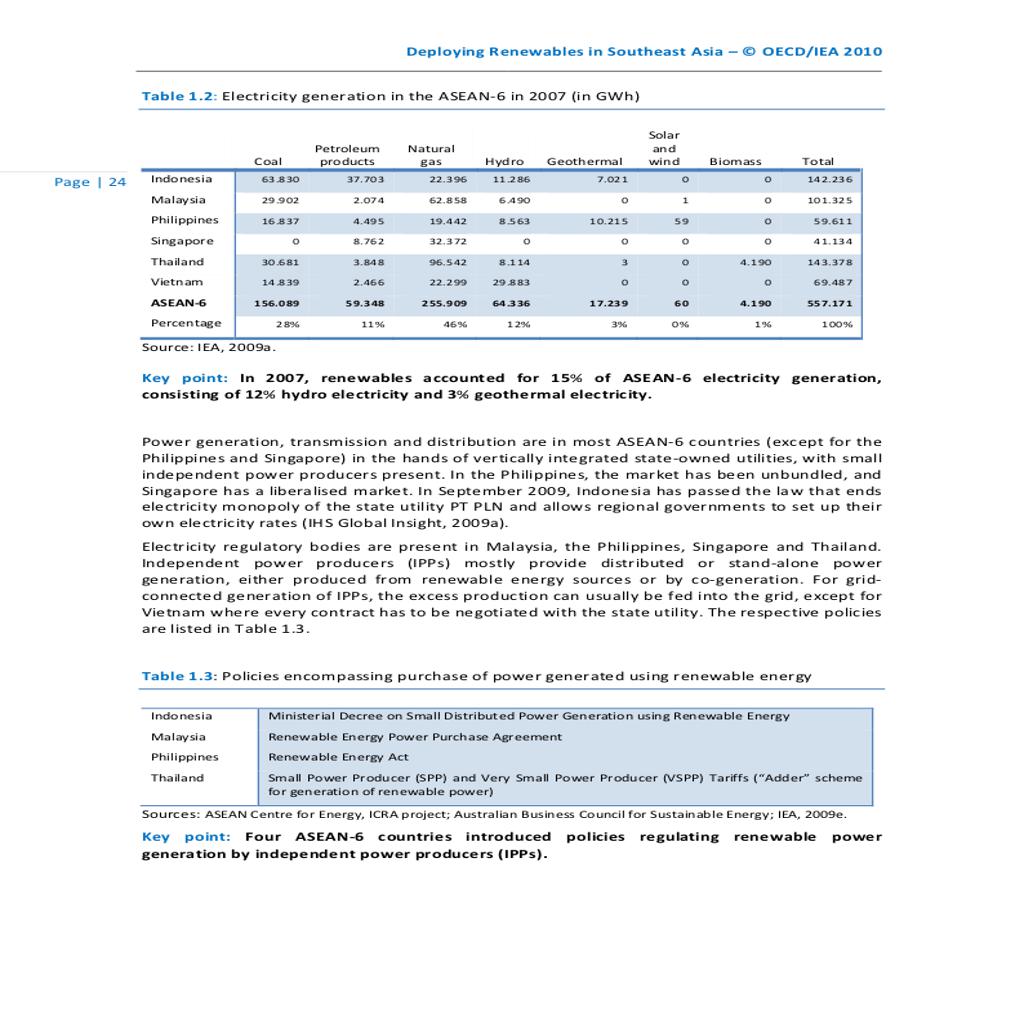 Deploying Renewables in Southeast Asia – © OECD/IEA 2010
Table 1.2: Electricity generation in the ASEAN-6 in 2007 (in GWh)
Coal Petroleum products Natural gas Hydro Geothermal Solar and wind Biomass Total
Page | 24
Indonesia 63.830 37.703 22.396 11.286 7.021 0 0 142.236
Malaysia 29.902 2.074 62.858 6.490 0 1 0 101.325
Philippines 16.837 4.495 19.442 8.563 10.215 59 0 59.611
Singapore 0 8.762 32.372 0 0 0 0 41.134
Thailand 30.681 3.848 96.542 8.114 3 0 4.190 143.378
Vietnam 14.839 2.466 22.299 29.883 0 0 0 69.487
ASEAN-6 156.089 59.348 255.909 64.336 17.239 60 4.190 557.171
Percentage 28% 11% 46% 12% 3% 0% 1% 100%
Source: IEA, 2009a.
Key point: In 2007, renewables accounted for 15% of ASEAN-6 electricity generation,
consisting of 12% hydro electricity and 3% geothermal electricity.
Power generation, transmission and distribution are in most ASEAN-6 countries (except for the
Philippines and Singapore) in the hands of vertically integrated state-owned utilities, with small
independent power producers present. In the Philippines, the market has been unbundled, and
Singapore has a liberalised market. In September 2009, Indonesia has passed the law that ends
electricity monopoly of the state utility PT PLN and allows regional governments to set up their
own electricity rates (IHS Global Insight, 2009a).
Electricity regulatory bodies are present in Malaysia, the Philippines, Singapore and Thailand.
Independent power producers (IPPs) mostly provide distributed or stand-alone power
generation, either produced from renewable energy sources or by co-generation. For grid-
connected generation of IPPs, the excess production can usually be fed into the grid, except for
Vietnam where every contract has to be negotiated with the state utility. The respective policies
are listed in Table 1.3.
Table 1.3: Policies encompassing purchase of power generated using renewable energy
Indonesia Ministerial Decree on Small Distributed Power Generation using Renewable Energy
Malaysia Renewable Energy Power Purchase Agreement
Philippines Renewable Energy Act
Thailand Small Power Producer (SPP) and Very Small Power Producer (VSPP) Tariffs (“Adder” scheme
for generation of renewable power)
Sources: ASEAN Centre for Energy, ICRA project; Australian Business Council for Sustainable Energy; IEA, 2009e.
Key point: Four ASEAN-6 countries introduced policies regulating renewable power
generation by independent power producers (IPPs).